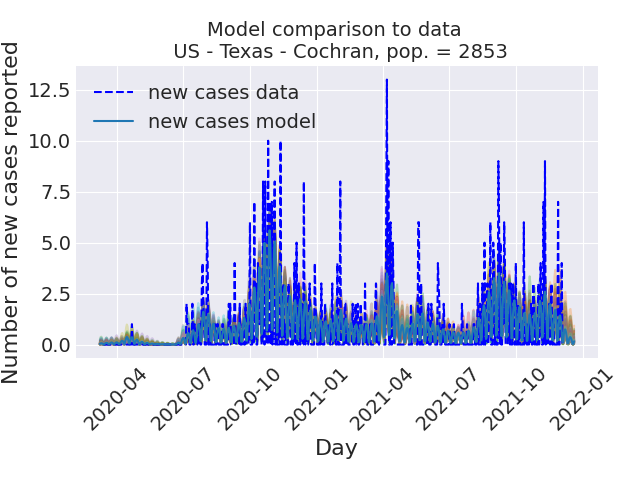 Model comparison to data
US - Texas - Cochran, pop. = 2853
Number of new cases reported
12.5
10.0
7.5
5.0
2.5
0.0
new cases data
new cases model
2020-04
2020-07
2020-10
2021-01
2021-04
2021-07
2021-10
2022-01
Day